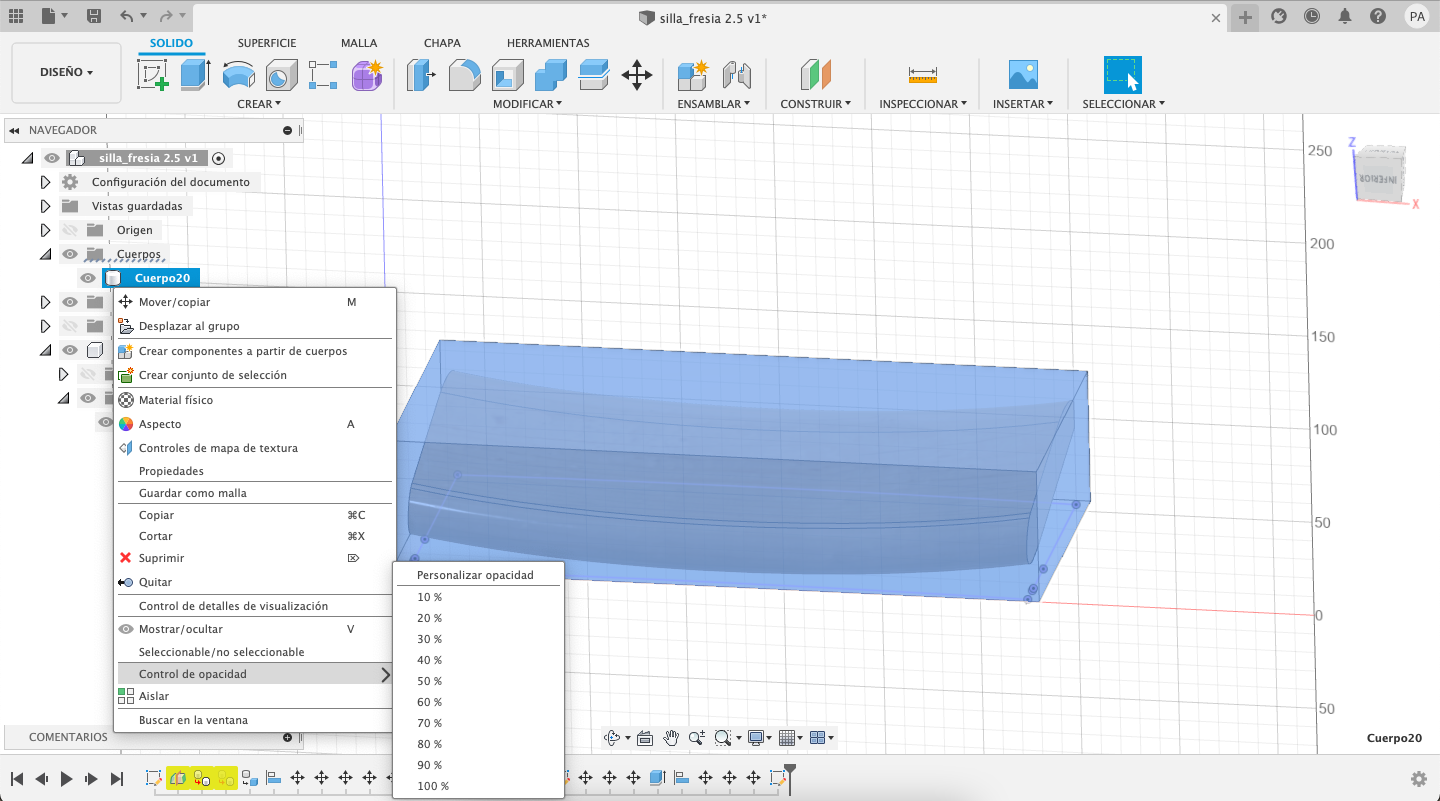 silla_fresia 2.5 v1*
PA
DISEÑO
SOLIDO
SUPERFICIE
MALLA
CHAPA
HERRAMIENTAS
CREAR
MODIFICAR
ENSAMBLAR
CONSTRUIR
INSPECCIONAR
INSERTAR
SELECCIONAR
NAVEGADOR
silla_fresia 2.5 v1
Configuración del documento
Vistas guardadas
Origen
Cuerpos
Cuerpo20
Mover/copiar M
Desplazar al grupo
Crear componentes a partir de cuerpos
Crear conjunto de selección
Material físico
Aspecto A
Controles de mapa de textura
Propiedades
Guardar como malla
Copiar ⌘C
Cortar ⌘X
Suprimir ⌦
Quitar
Control de detalles de visualización
Mostrar/ocultar V
Seleccionable/no seleccionable
Control de opacidad
Aislar
Buscar en la ventana
Personalizar opacidad
10 %
20 %
30 %
40 %
50 %
60 %
70 %
80 %
90 %
100 %
250
200
150
100
50
0
50
Z
INFERIOR
X
COMENTARIOS
Cuerpo20